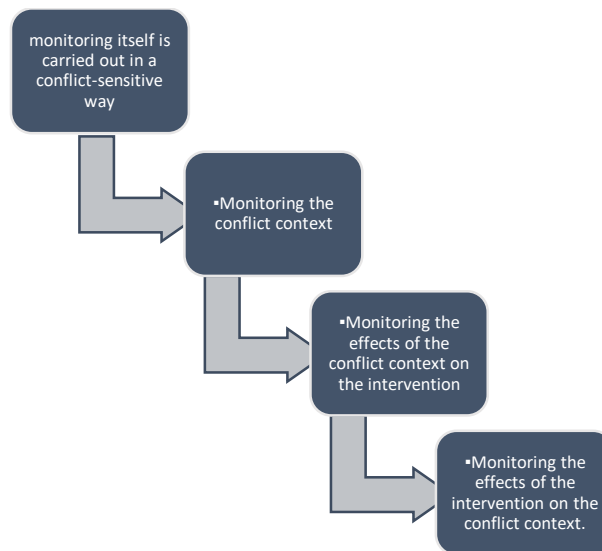 monitoring itself is
carried out in a
conflict-sensitive
way
▪Monitoring the
conflict context
▪Monitoring the
effects of the
conflict context on
the intervention
▪Monitoring the
effects of the
intervention on the
conflict context.